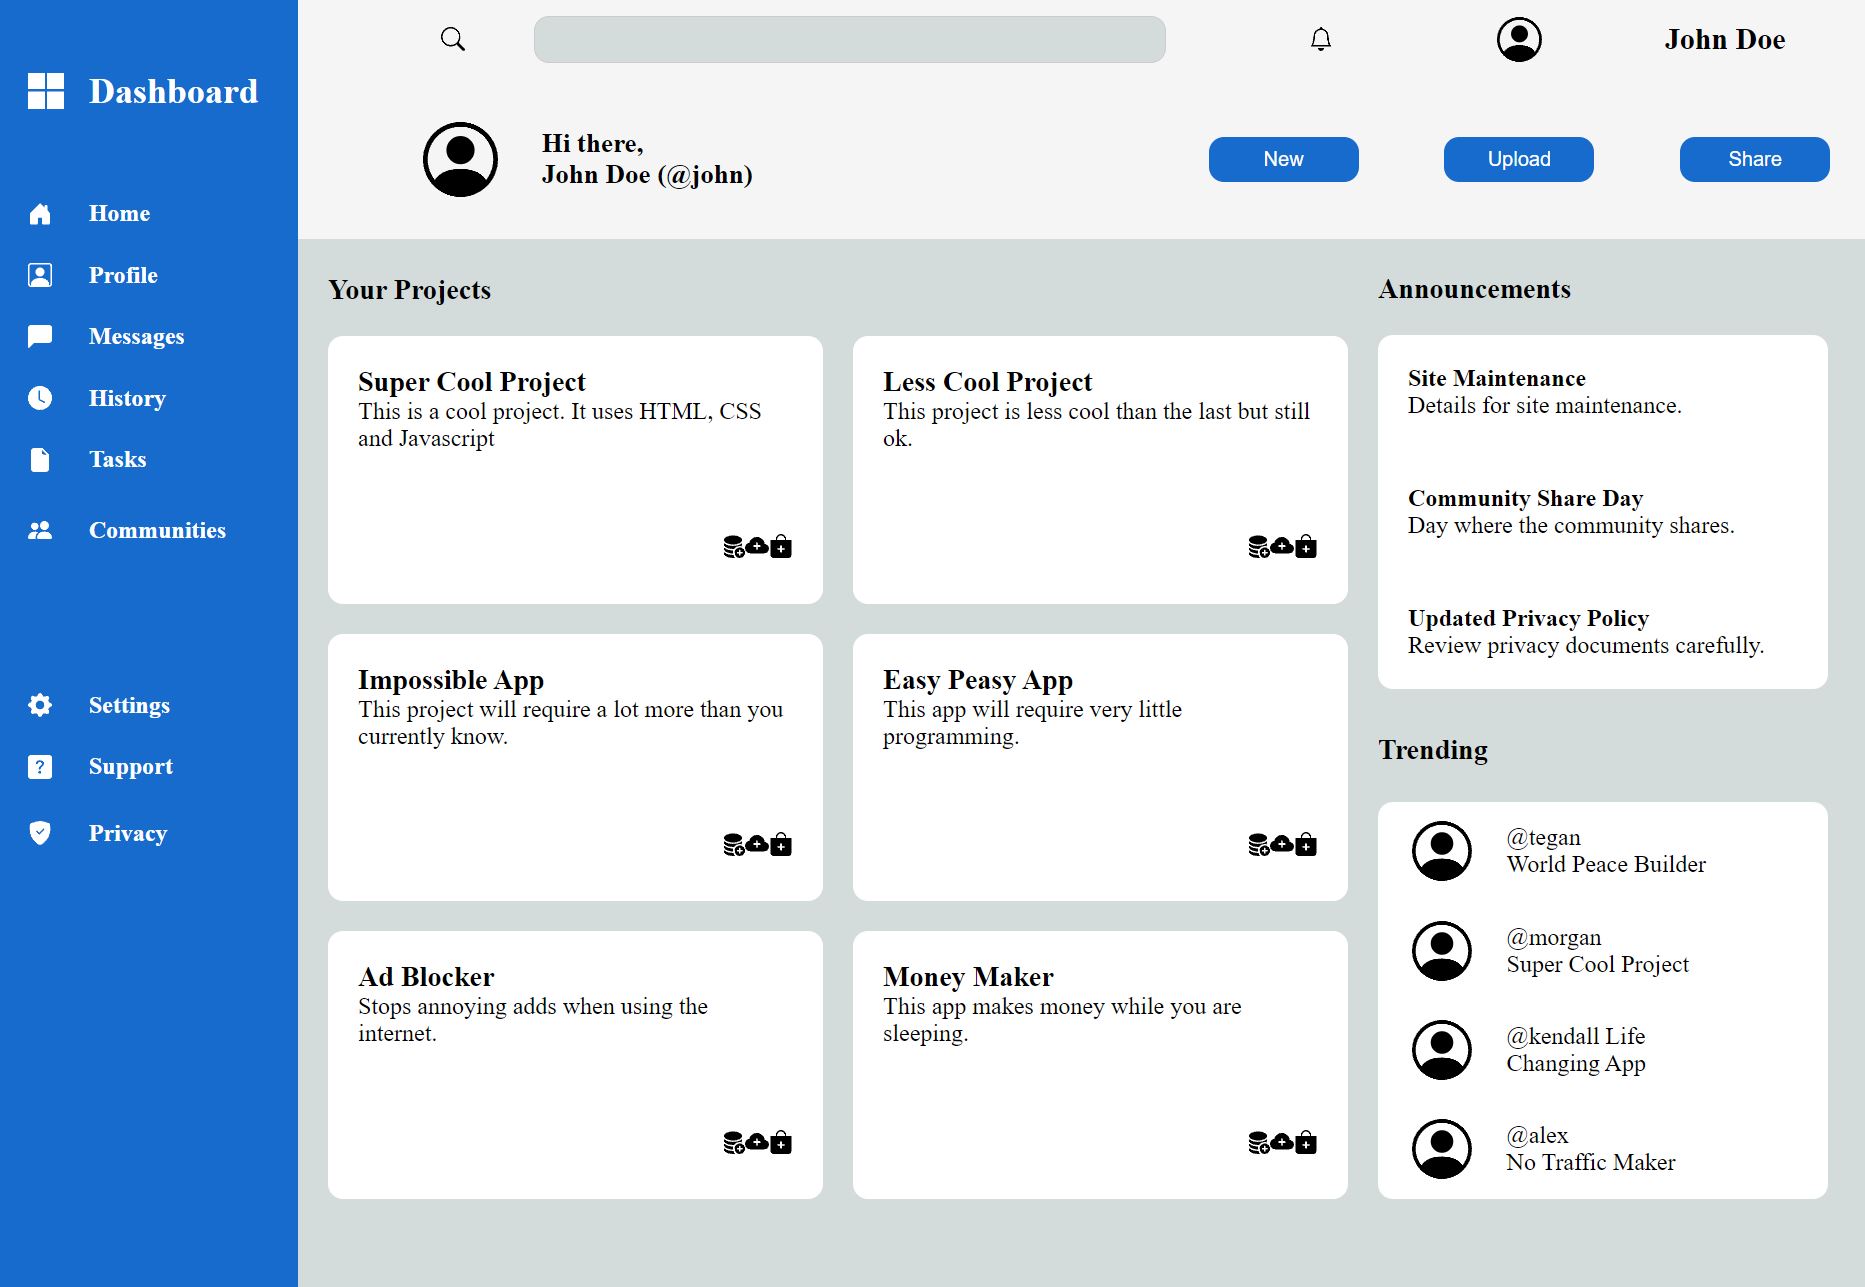 Dashboard
Home
Profile
Messages
History
Tasks
Communities
Settings
Support
Privacy
John Doe
Hi there,
John Doe (@john)
New
Upload
Share
Your Projects
Super Cool Project
This is a cool project. It uses HTML, CSS
and Javascript
Less Cool Project
This project is less cool than the last but still
ok.
Impossible App
This project will require a lot more than you
currently know.
Easy Peasy App
This app will require very little
programming.
Ad Blocker
Stops annoying adds when using the
internet.
Money Maker
This app makes money while you are
sleeping.
Announcements
Site Maintenance
Details for site maintenance.
Community Share Day
Day where the community shares.
Updated Privacy Policy
Review privacy documents carefully.
Trending
@tegan
World Peace Builder
@morgan
Super Cool Project
@kendall Life
Changing App
@alex
No Traffic Maker